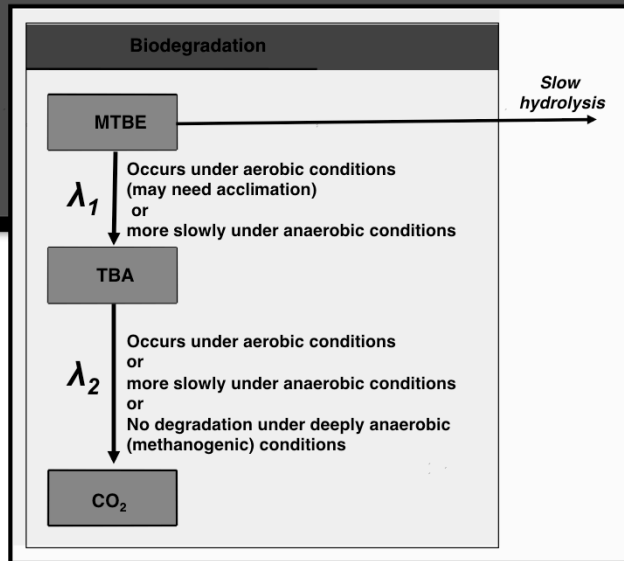 Biodegradation
Slow
hydrolysis
MTBE
λ1
Occurs under aerobic conditions
(may need acclimation)
or
more slowly under anaerobic conditions
TBA
λ2
Occurs under aerobic conditions
or
more slowly under anaerobic conditions
or
No degradation under deeply anaerobic
(methanogenic) conditions
CO₂